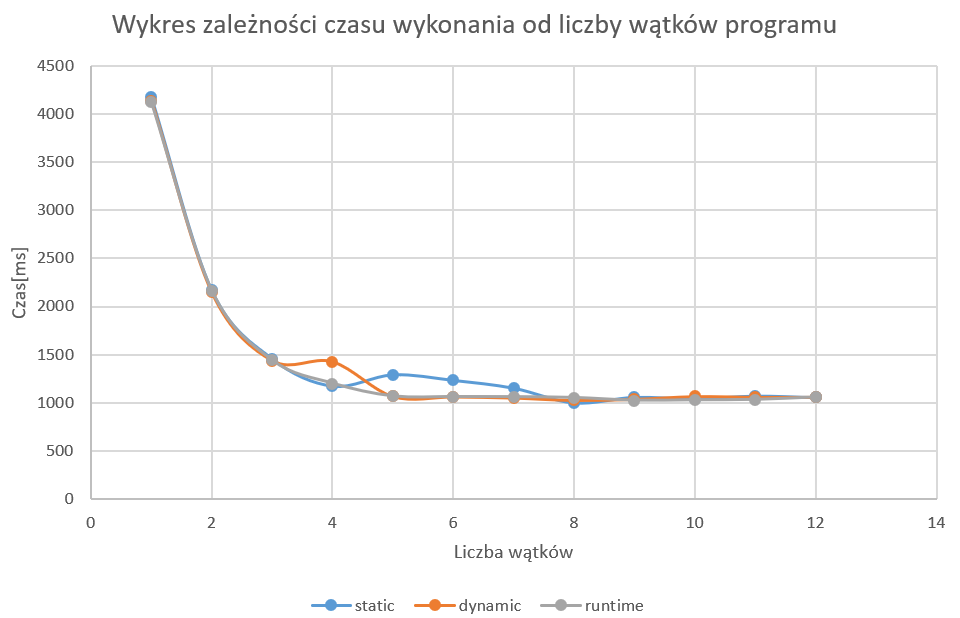 Wykres zależności czasu wykonania od liczby wątków programu
4500
4000
3500
3000
2500
2000
1500
1000
500
0
Czas[ms]
0 2 4 6 8 10 12 14
Liczba wątków
static dynamic runtime